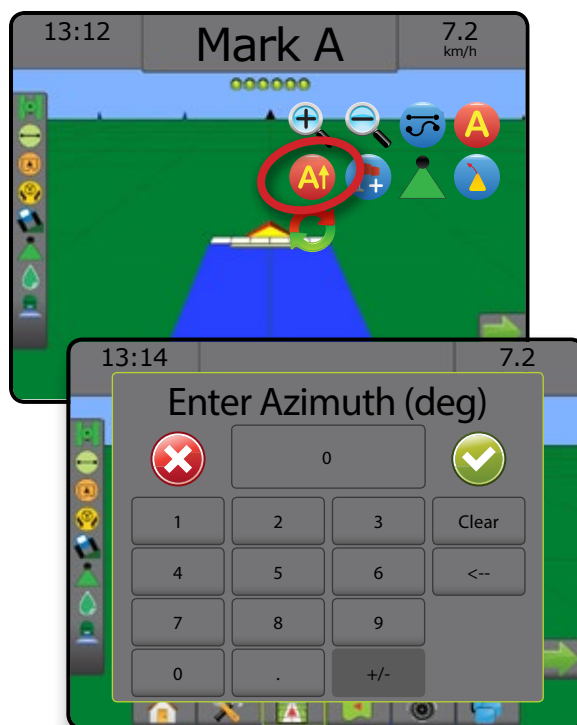 13:12 Mark A 7.2
km/h
A
A↑
+
13:14 7.2
Enter Azimuth (deg)
0
1 2 3 Clear
4 5 6 <--
7 8 9
0 . +/-